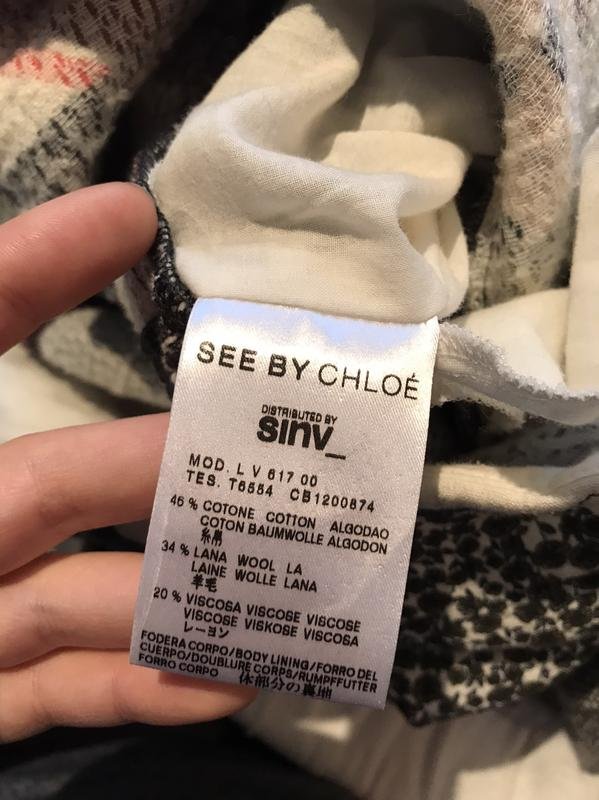 SEE BY CHLOÉ
DISTRIBUTED BY
sinv_
MOD. L V 617 00
TES. T6554 CB1200874
46 % COTONE COTTON ALGODAO
COTON BAUMWOLLE ALGODON
綿
34 % LANA WOOL LA
LAINE WOLLE LANA
羊毛
20 % VISCOSA VISCOSE VISCOSE
VISCOSE VISKOSE VISCOSA
レーヨン
FODERA CORPO/BODY LINING/FORRO DEL
CUERPO/DOUBLURE CORPS/RUMPFFUTTER
FORRO CORPO 体部分の裏地